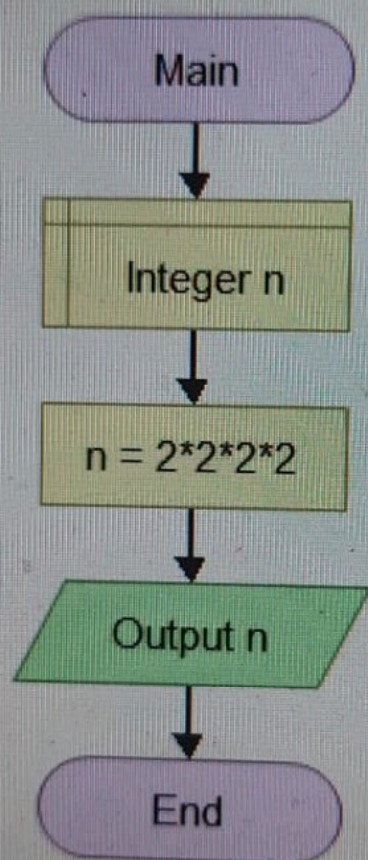 Main
Integer n
n = 2*2*2*2
Output n
End